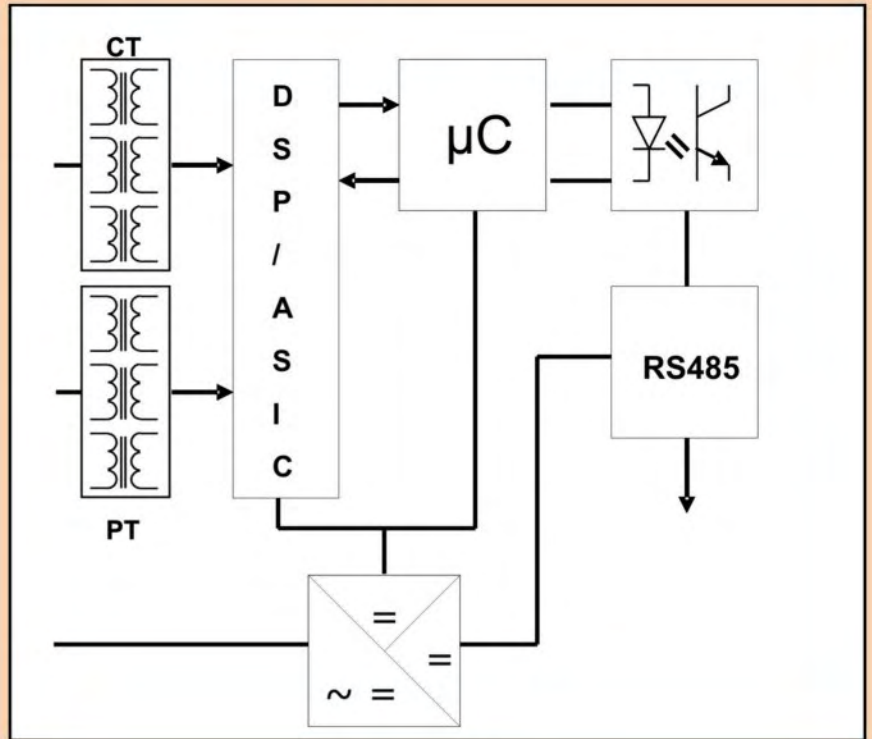 CT
D
S
P
/
A
S
I
C
µC
RS485
PT
=
=
~ =